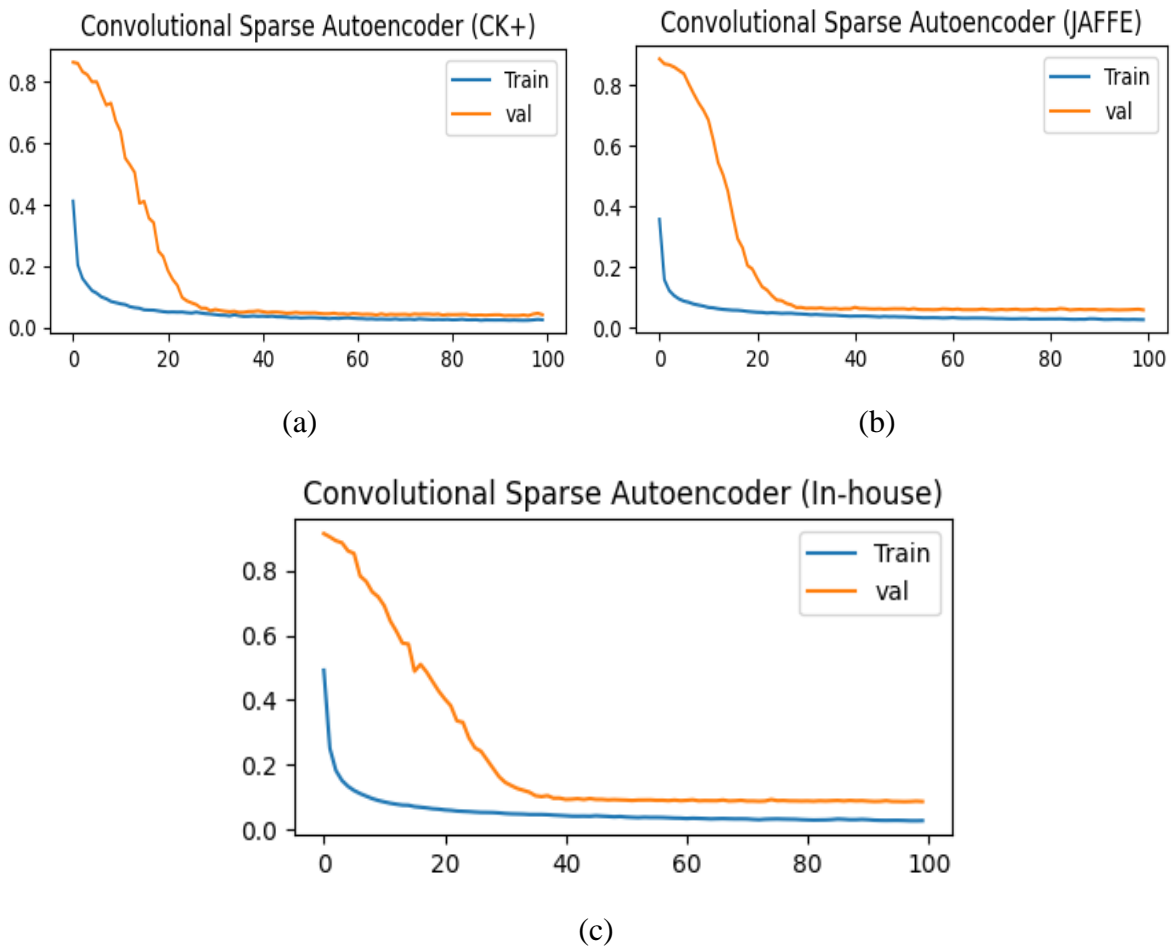 Convolutional Sparse Autoencoder (CK+)
Train
val
0.8
0.6
0.4
0.2
0.0
0 20 40 60 80 100
(a)
Convolutional Sparse Autoencoder (JAFFE)
Train
val
0.8
0.6
0.4
0.2
0.0
0 20 40 60 80 100
(b)
Convolutional Sparse Autoencoder (In-house)
Train
val
0.8
0.6
0.4
0.2
0.0
0 20 40 60 80 100
(c)